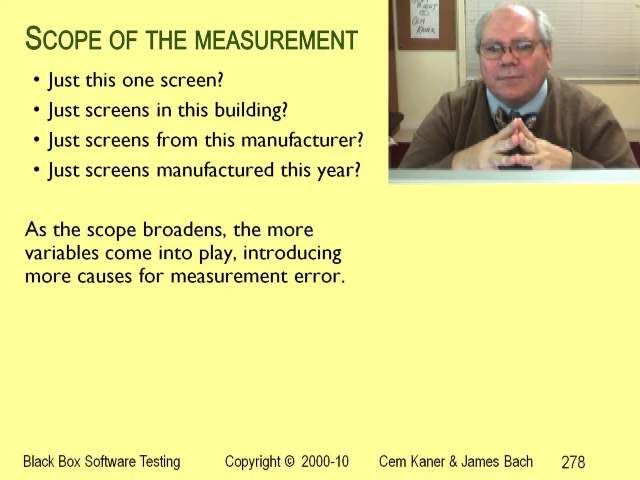 SCOPE OF THE MEASUREMENT
• Just this one screen?
• Just screens in this building?
• Just screens from this manufacturer?
• Just screens manufactured this year?
As the scope broadens, the more
variables come into play, introducing
more causes for measurement error.
CEM
KANER
Black Box Software Testing Copyright © 2000-10 Cem Kaner & James Bach 278